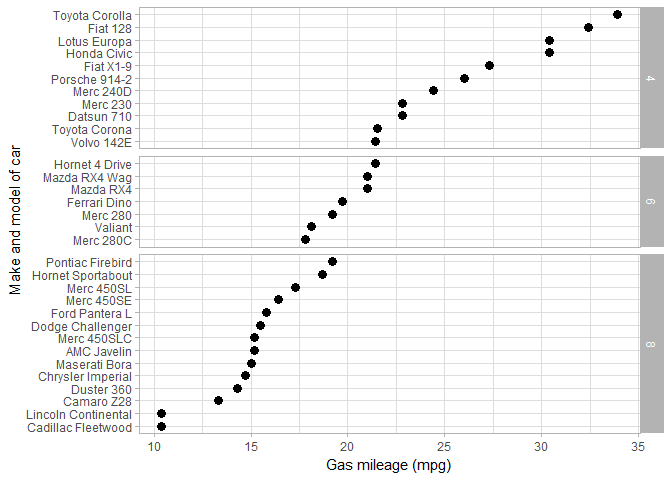 Make and model of car
Toyota Corolla
Fiat 128
Lotus Europa
Honda Civic
Fiat X1-9
Porsche 914-2
Merc 240D
Merc 230
Datsun 710
Toyota Corona
Volvo 142E
4
Hornet 4 Drive
Mazda RX4 Wag
Mazda RX4
Ferrari Dino
Merc 280
Valiant
Merc 280C
6
Pontiac Firebird
Hornet Sportabout
Merc 450SL
Merc 450SE
Ford Pantera L
Dodge Challenger
Merc 450SLC
AMC Javelin
Maserati Bora
Chrysler Imperial
Duster 360
Camaro Z28
Lincoln Continental
Cadillac Fleetwood
8
10 15 20 25 30 35
Gas mileage (mpg)